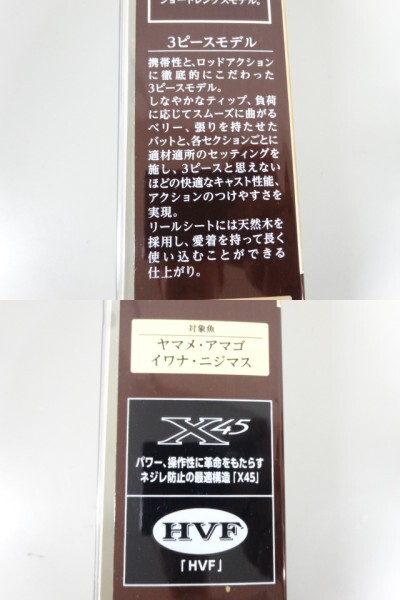 ショートレングスモデル。
3ピースモデル
携帯性と、ロッドアクション
に徹底的にこだわった
3ピースモデル。
しなやかなティップ、負荷
に応じてスムーズに曲がる
ベリー、張りを持たせた
バットと、各セクションごとに
適材適所のセッティングを
施し、3ピースと思えない
ほどの快適なキャスト性能、
アクションのつけやすさを
実現。
リールシートには天然木を
採用し、愛着を持って長く
使い込むことができる
仕上がり。
対象魚
ヤマメ・アマゴ
イワナ・ニジマス
X45
パワー、操作性に革命をもたらす
ネジレ防止の最適構造「X45」
HVF
「HVF」